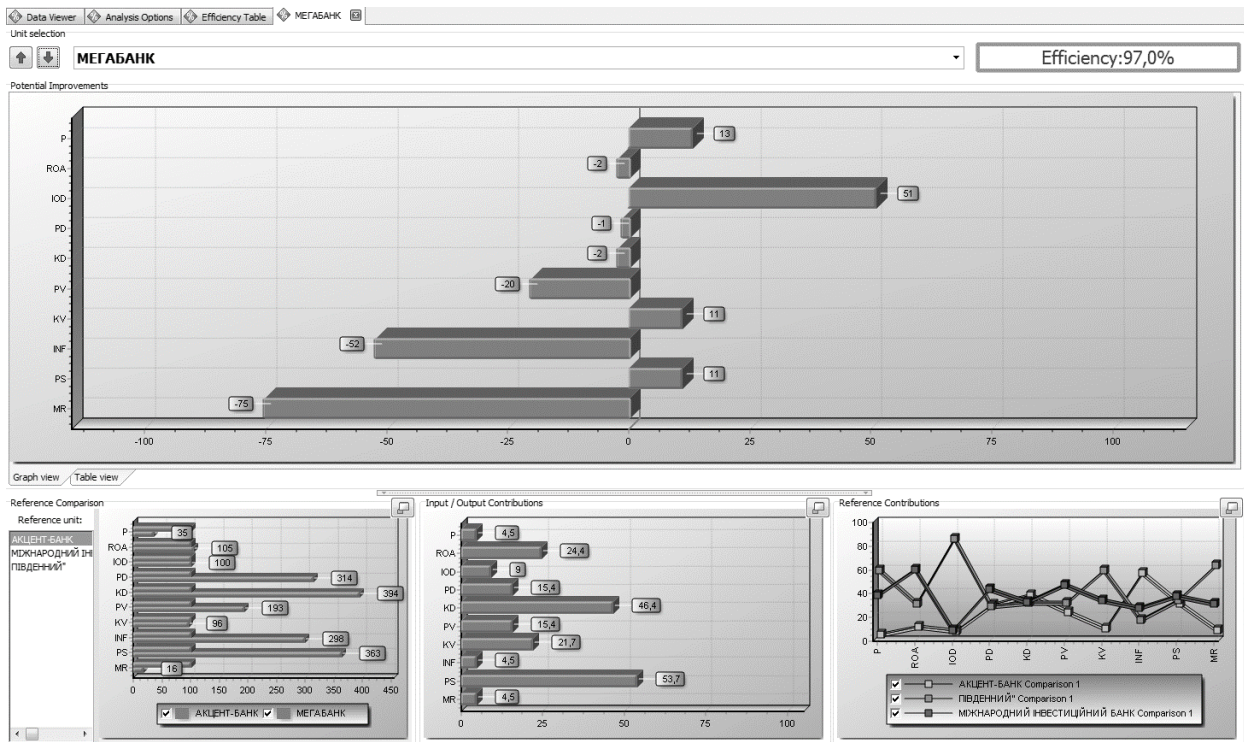 Data Viewer Analysis Options Efficiency Table МЕГАБАНК
Unit selection
МЕГАБАНК
Efficiency:97,0%
Potential Improvements
P 13
ROA -2
IOD 51
PD -1
KD -2
PV -20
KV 11
INF -52
PS 11
MR -75
-100 -75 -50 -25 0 25 50 75 100
Graph view Table view
Reference Comparison
Reference unit:
АКЦЕНТ-БАНК
МІЖНАРОДНИЙ ІН
ПІВДЕННИЙ"
P 35
ROA 105
IOD 100
PD 314
KD 394
PV 193
KV 96
INF 298
PS 363
MR 16
0 50 100 150 200 250 300 350 400 450
АКЦЕНТ-БАНК МЕГАБАНК
Input / Output Contributions
P 4,5
ROA 24,4
IOD 9
PD 15,4
KD 46,4
PV 15,4
KV 21,7
INF 4,5
PS 53,7
MR 4,5
0 25 50 75 100
Reference Contributions
100
80
60
40
20
0
P ROA IOD PD KD PV KV INF PS MR
АКЦЕНТ-БАНК Comparison 1
ПІВДЕННИЙ" Comparison 1
МІЖНАРОДНИЙ ІНВЕСТИЦІЙНИЙ БАНК Comparison 1